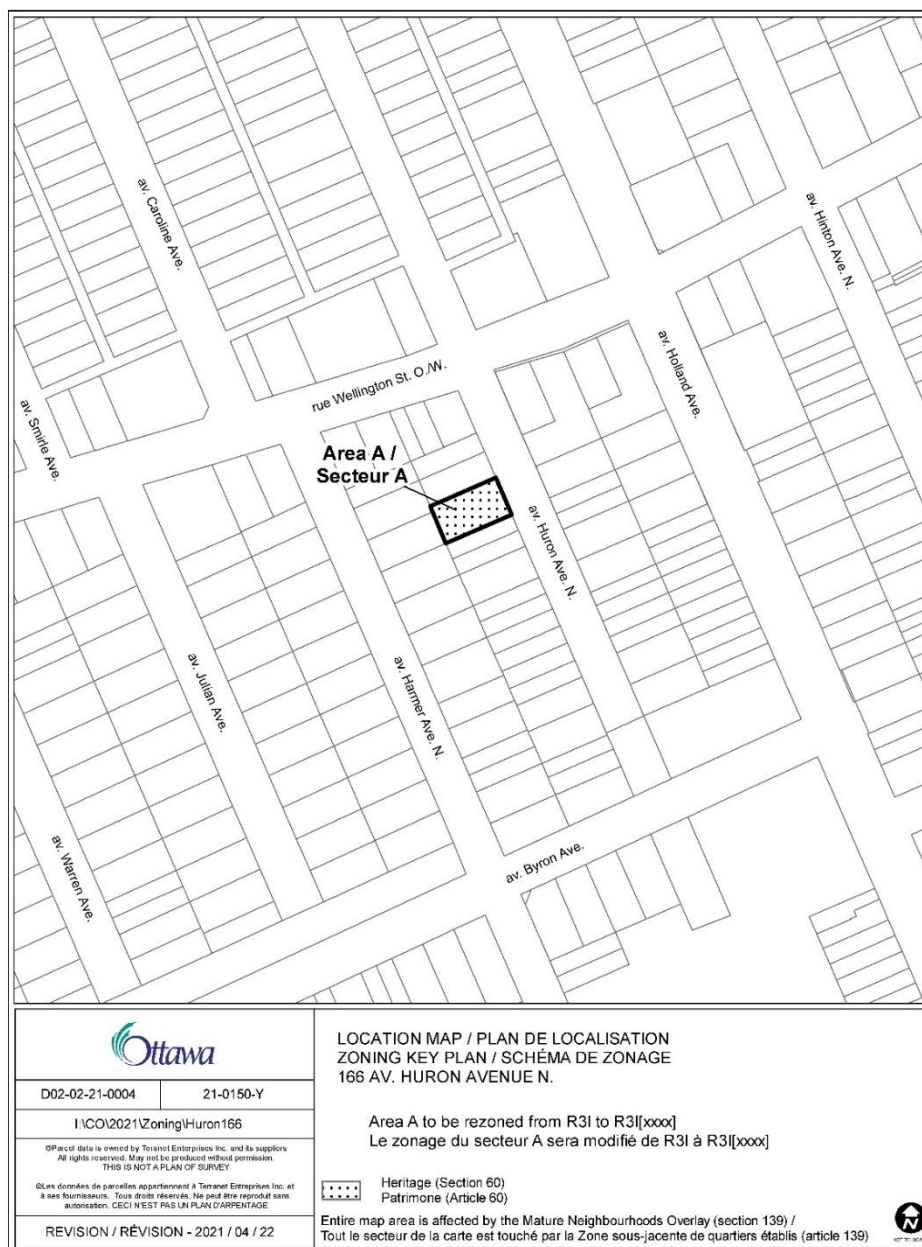 av. Caroline Ave.
av. Hinton Ave. N.
av. Holland Ave.
rue Wellington St. O./W.
av. Smirle Ave.
Area A /
Secteur A
av. Huron Ave. N.
av. Julian Ave.
av. Harmer Ave. N.
av. Warren Ave.
av. Byron Ave.
Ottawa
D02-02-21-0004
21-0150-Y
I:\CO\2021\Zoning\Huron166
©Parcel data is owned by Teranet Enterprises Inc. and its suppliers
All rights reserved. May not be produced without permission.
THIS IS NOT A PLAN OF SURVEY
©Les données de parcelles appartiennent à Terranet Enterprises Inc. et
à ses fournisseurs. Tous droits réservés. Ne peut être reproduit sans
autorisation. CECI N'EST PAS UN PLAN D'ARPENTAGE
REVISION / RÉVISION - 2021 / 04 / 22
LOCATION MAP / PLAN DE LOCALISATION
ZONING KEY PLAN / SCHÉMA DE ZONAGE
166 AV. HURON AVENUE N.
Area A to be rezoned from R3I to R3I[xxxx]
Le zonage du secteur A sera modifié de R3I à R3I[xxxx]
Heritage (Section 60)
Patrimone (Article 60)
Entire map area is affected by the Mature Neighbourhoods Overlay (section 139) /
Tout le secteur de la carte est touché par la Zone sous-jacente de quartiers établis (article 139)
N
NOT TO SCALE